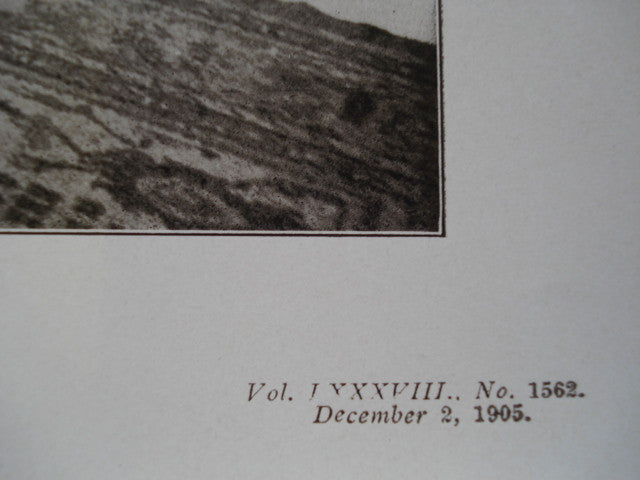 Vol. LXXXVIII., No. 1562.
December 2, 1905.